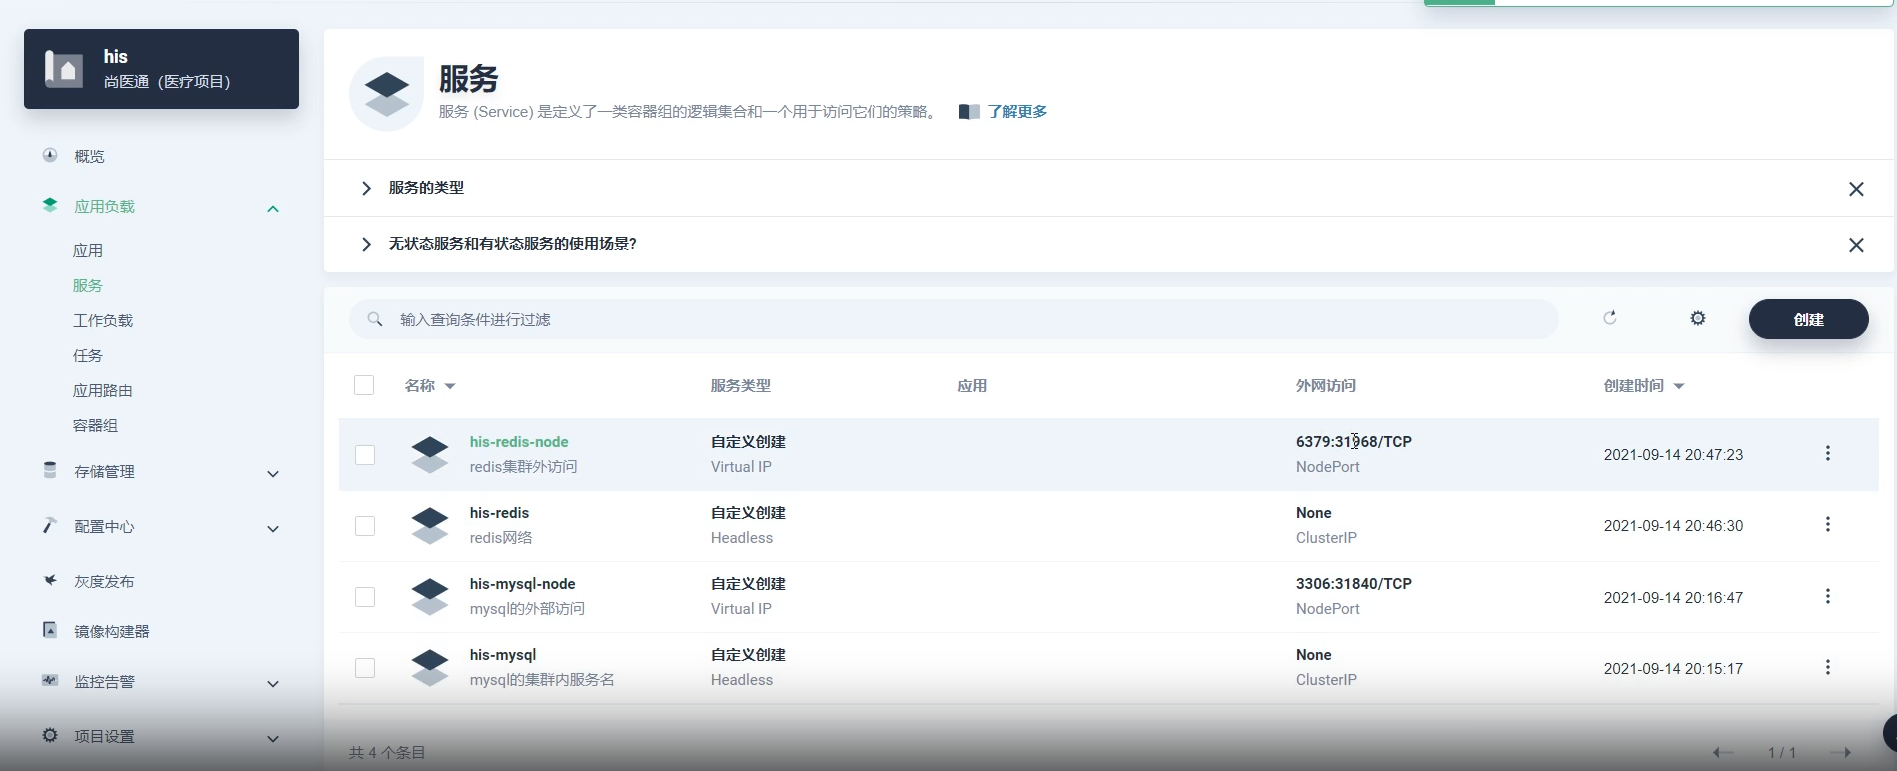 his
尚医通（医疗项目）
概览
应用负载
应用
服务
工作负载
任务
应用路由
容器组
存储管理
配置中心
灰度发布
镜像构建器
监控告警
项目设置
服务
服务 (Service) 是定义了一类容器组的逻辑集合和一个用于访问它们的策略。 了解更多
服务的类型
无状态服务和有状态服务的使用场景?
输入查询条件进行过滤
创建
名称 服务类型 应用 外网访问 创建时间
his-redis-node 自定义创建 6379:31968/TCP 2021-09-14 20:47:23
redis集群外访问 Virtual IP NodePort
his-redis 自定义创建 None 2021-09-14 20:46:30
redis网络 Headless ClusterIP
his-mysql-node 自定义创建 3306:31840/TCP 2021-09-14 20:16:47
mysql的外部访问 Virtual IP NodePort
his-mysql 自定义创建 None 2021-09-14 20:15:17
mysql的集群内服务名 Headless ClusterIP
共 4 个条目 1 / 1